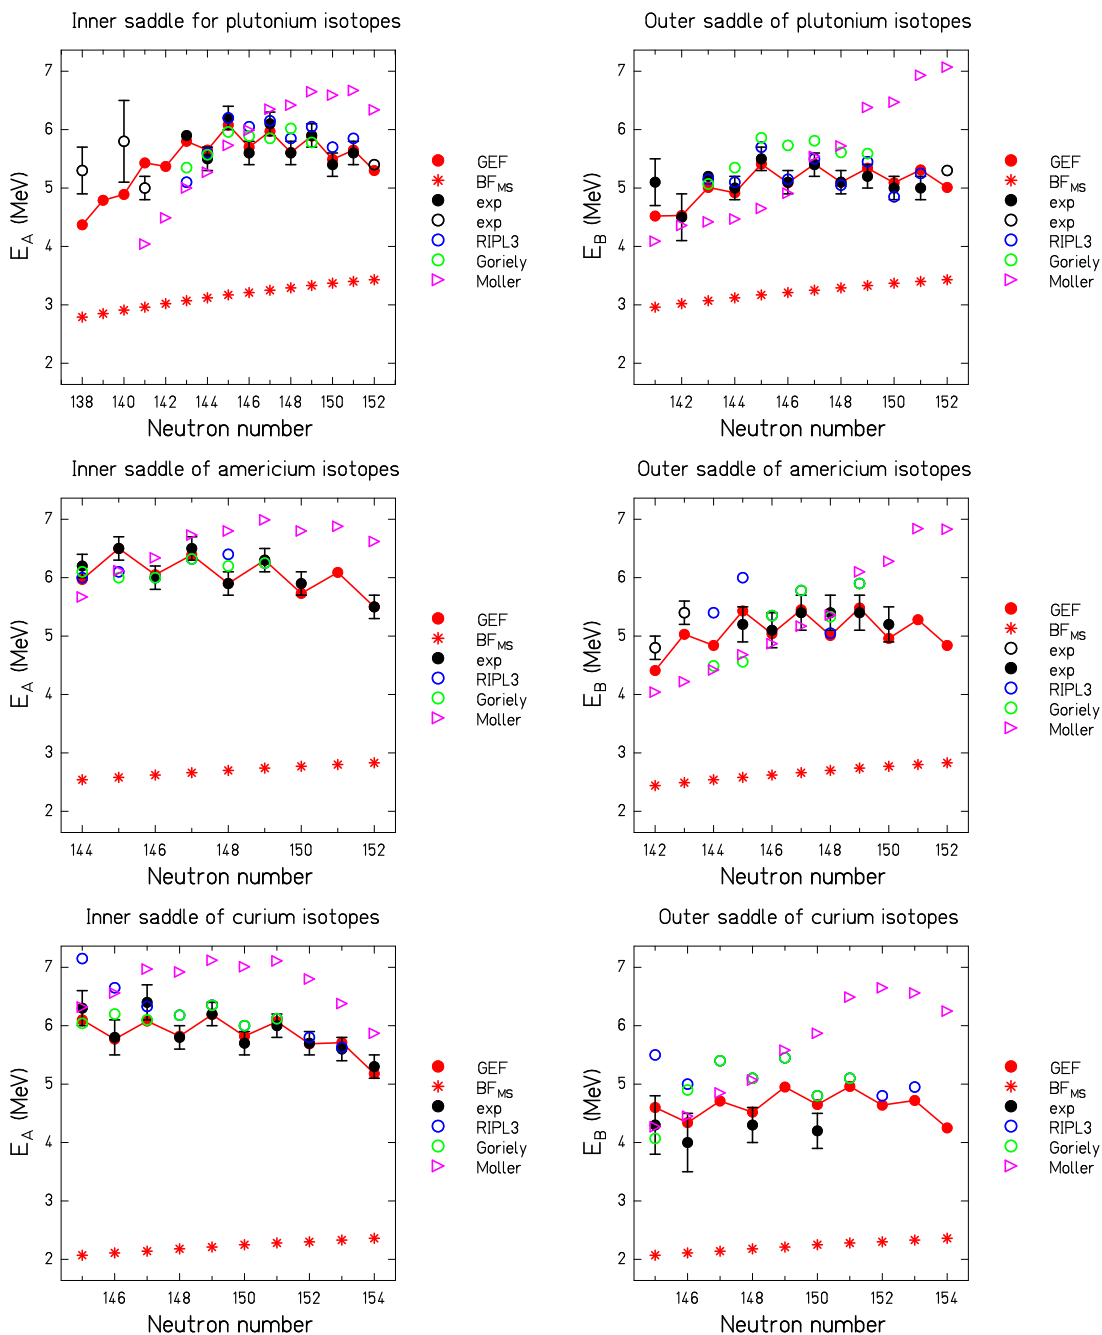 Inner saddle for plutonium isotopes
7
6
5
4
3
2
E_A (MeV)
138 140 142 144 146 148 150 152
Neutron number
GEF
BF_MS
exp
exp
RIPL3
Goriely
Moller
Outer saddle of plutonium isotopes
7
6
5
4
3
2
E_B (MeV)
142 144 146 148 150 152
Neutron number
GEF
BF_MS
exp
exp
RIPL3
Goriely
Moller
Inner saddle of americium isotopes
7
6
5
4
3
2
E_A (MeV)
144 146 148 150 152
Neutron number
GEF
BF_MS
exp
RIPL3
Goriely
Moller
Outer saddle of americium isotopes
7
6
5
4
3
2
E_B (MeV)
142 144 146 148 150 152
Neutron number
GEF
BF_MS
exp
exp
RIPL3
Goriely
Moller
Inner saddle of curium isotopes
7
6
5
4
3
2
E_A (MeV)
146 148 150 152 154
Neutron number
GEF
BF_MS
exp
RIPL3
Goriely
Moller
Outer saddle of curium isotopes
7
6
5
4
3
2
E_B (MeV)
146 148 150 152 154
Neutron number
GEF
BF_MS
exp
RIPL3
Goriely
Moller